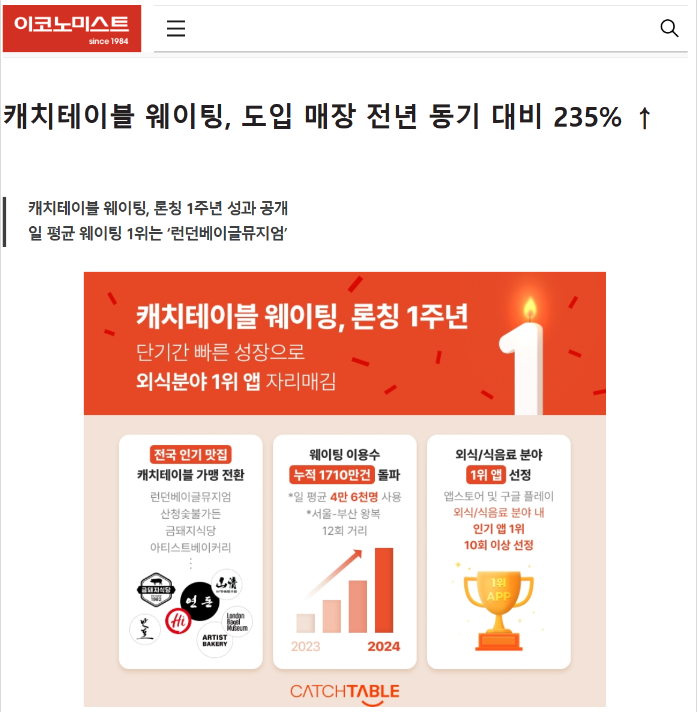 이코노미스트
since 1984
캐치테이블 웨이팅, 도입 매장 전년 동기 대비 235% ↑
캐치테이블 웨이팅, 론칭 1주년 성과 공개
일 평균 웨이팅 1위는 ‘런던베이글뮤지엄’
캐치테이블 웨이팅, 론칭 1주년
단기간 빠른 성장으로
외식분야 1위 앱 자리매김
1
전국 인기 맛집
캐치테이블 가맹 전환
런던베이글뮤지엄
산청숯불가든
금돼지식당
아티스트베이커리
⋮
금돼지식당
Hi
London
Bagel
Museum
ARTIST
BAKERY
웨이팅 이용수
누적 1710만건 돌파
*일 평균 4만 6천명 사용
*서울-부산 왕복
12회 거리
2023
2024
외식/식음료 분야
1위 앱 선정
앱스토어 및 구글 플레이
외식/식음료 분야 내
인기 앱 1위
10회 이상 선정
1위
APP
CATCHTABLE